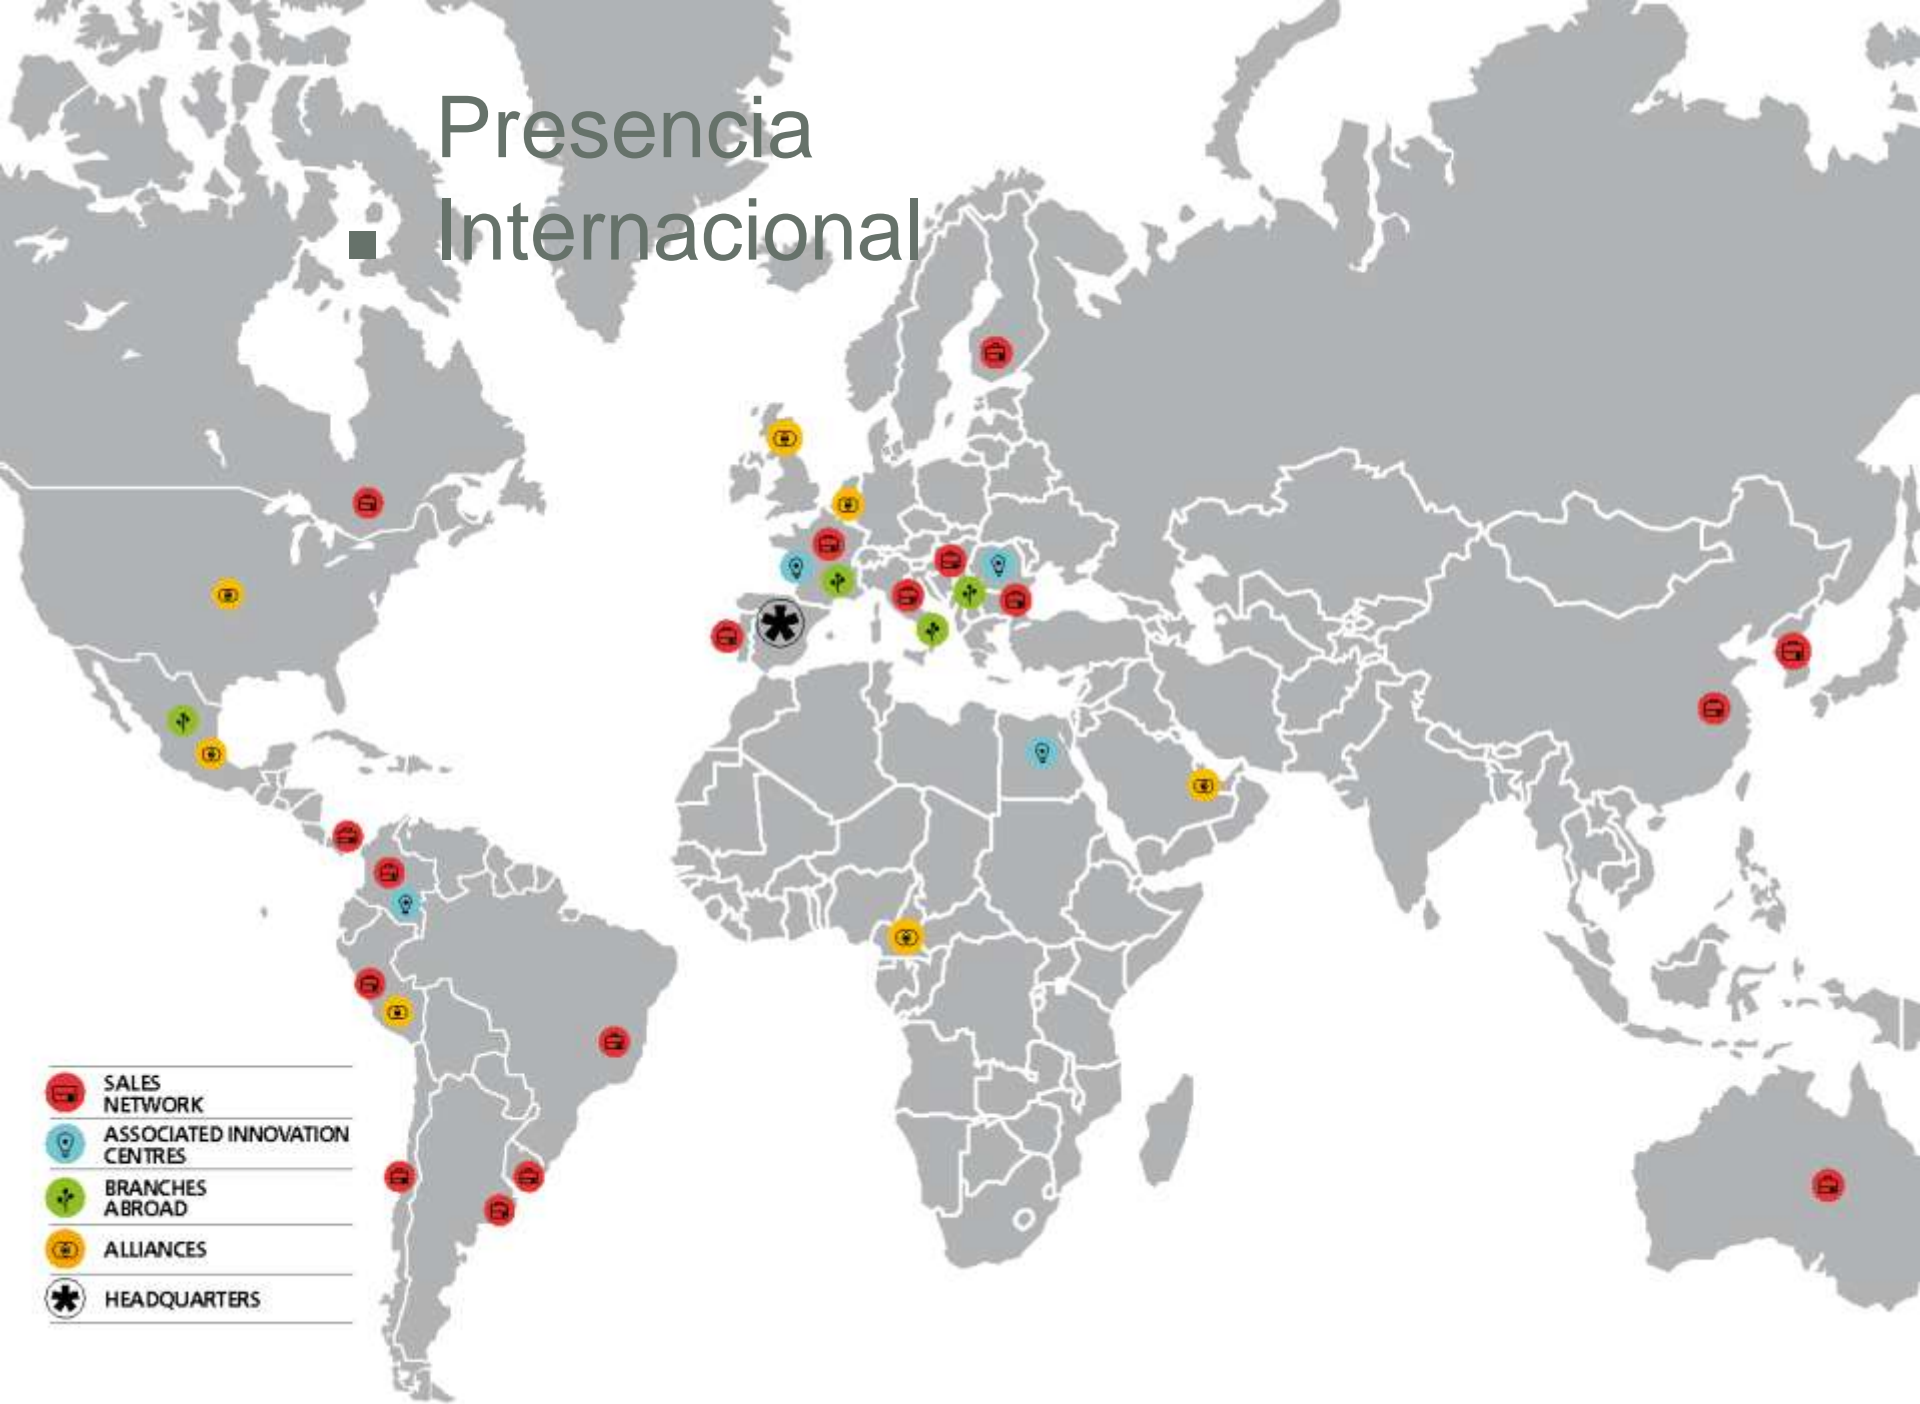 Presencia
■ Internacional
SALES
NETWORK
ASSOCIATED INNOVATION
CENTRES
BRANCHES
ABROAD
ALLIANCES
HEADQUARTERS